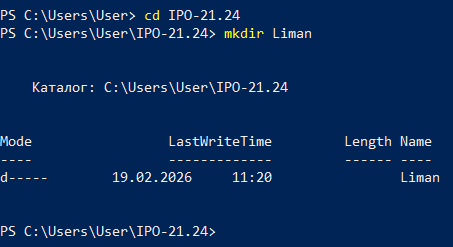 PS C:\Users\User> cd IPO-21.24
PS C:\Users\User\IPO-21.24> mkdir Liman
Каталог: C:\Users\User\IPO-21.24
Mode LastWriteTime Length Name
---- ------------- ------ ----
d----- 19.02.2026 11:20 Liman
PS C:\Users\User\IPO-21.24>